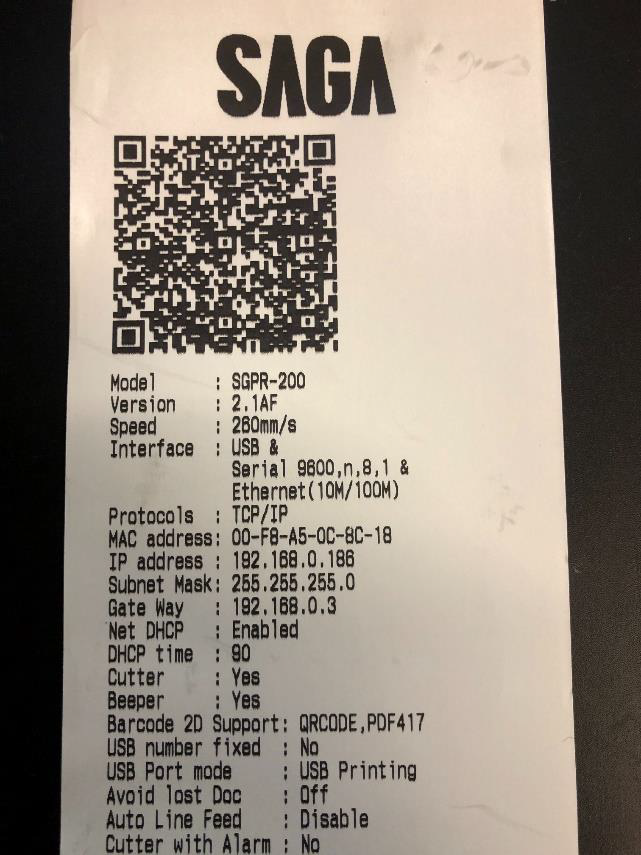 SAGA
Model : SGPR-200
Version : 2.1AF
Speed : 260mm/s
Interface : USB &
Serial 9600,n,8,1 &
Ethernet(10M/100M)
Protocols : TCP/IP
MAC address: 00-F8-A5-0C-8C-18
IP address : 192.168.0.186
Subnet Mask: 255.255.255.0
Gate Way : 192.168.0.3
Net DHCP : Enabled
DHCP time : 90
Cutter : Yes
Beeper : Yes
Barcode 2D Support: QRCODE,PDF417
USB number fixed : No
USB Port mode : USB Printing
Avoid lost Doc : Off
Auto Line Feed : Disable
Cutter with Alarm : No